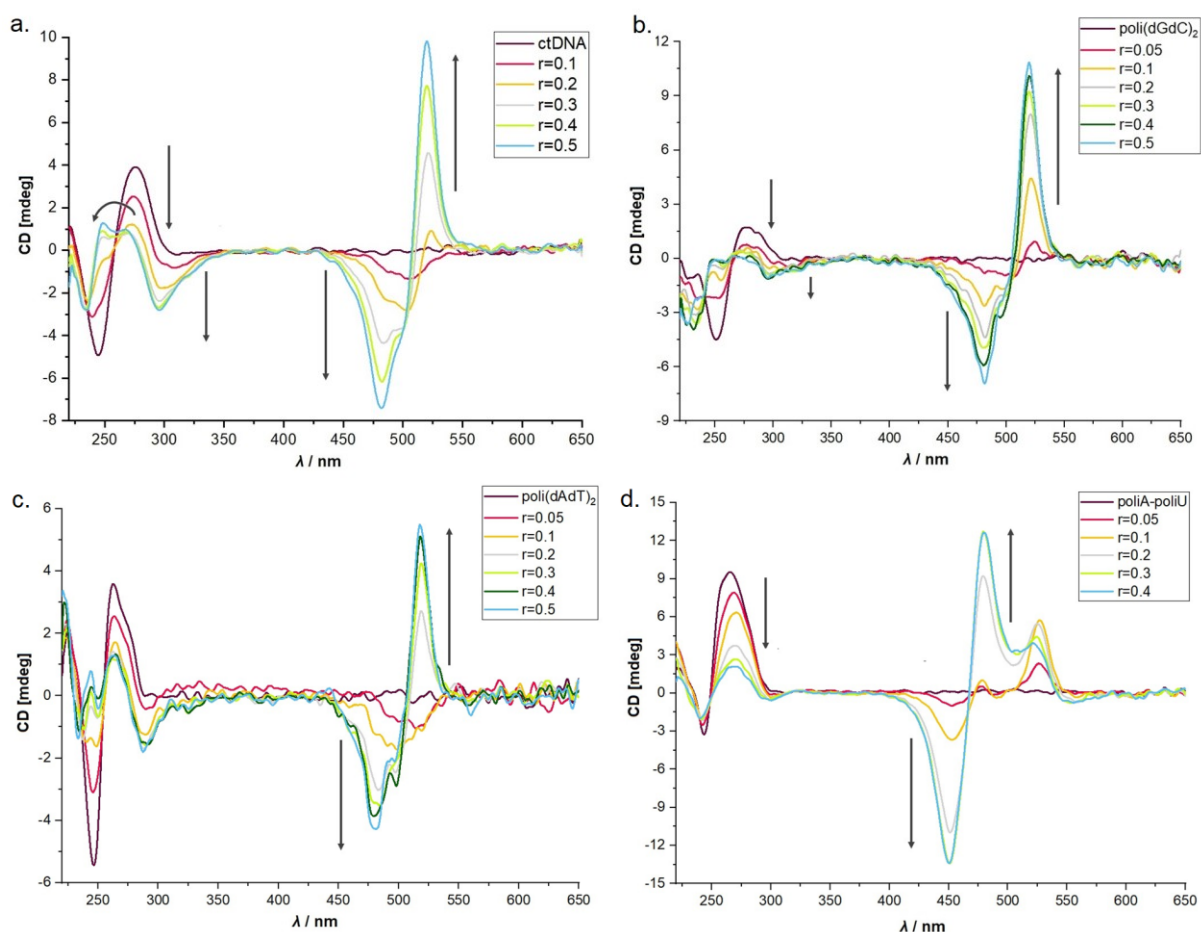 a.
10
8
6
4
2
0
-2
-4
-6
-8
CD [mdeg]
250 300 350 400 450 500 550 600 650
λ / nm
ctDNA
r=0.1
r=0.2
r=0.3
r=0.4
r=0.5
b.
12
9
6
3
0
-3
-6
-9
CD [mdeg]
250 300 350 400 450 500 550 600 650
λ / nm
poli(dGdC)2
r=0.05
r=0.1
r=0.2
r=0.3
r=0.4
r=0.5
c.
6
4
2
0
-2
-4
-6
CD [mdeg]
250 300 350 400 450 500 550 600 650
λ / nm
poli(dAdT)2
r=0.05
r=0.1
r=0.2
r=0.3
r=0.4
r=0.5
d.
15
12
9
6
3
0
-3
-6
-9
-12
-15
CD [mdeg]
250 300 350 400 450 500 550 600 650
λ / nm
poliA-poliU
r=0.05
r=0.1
r=0.2
r=0.3
r=0.4